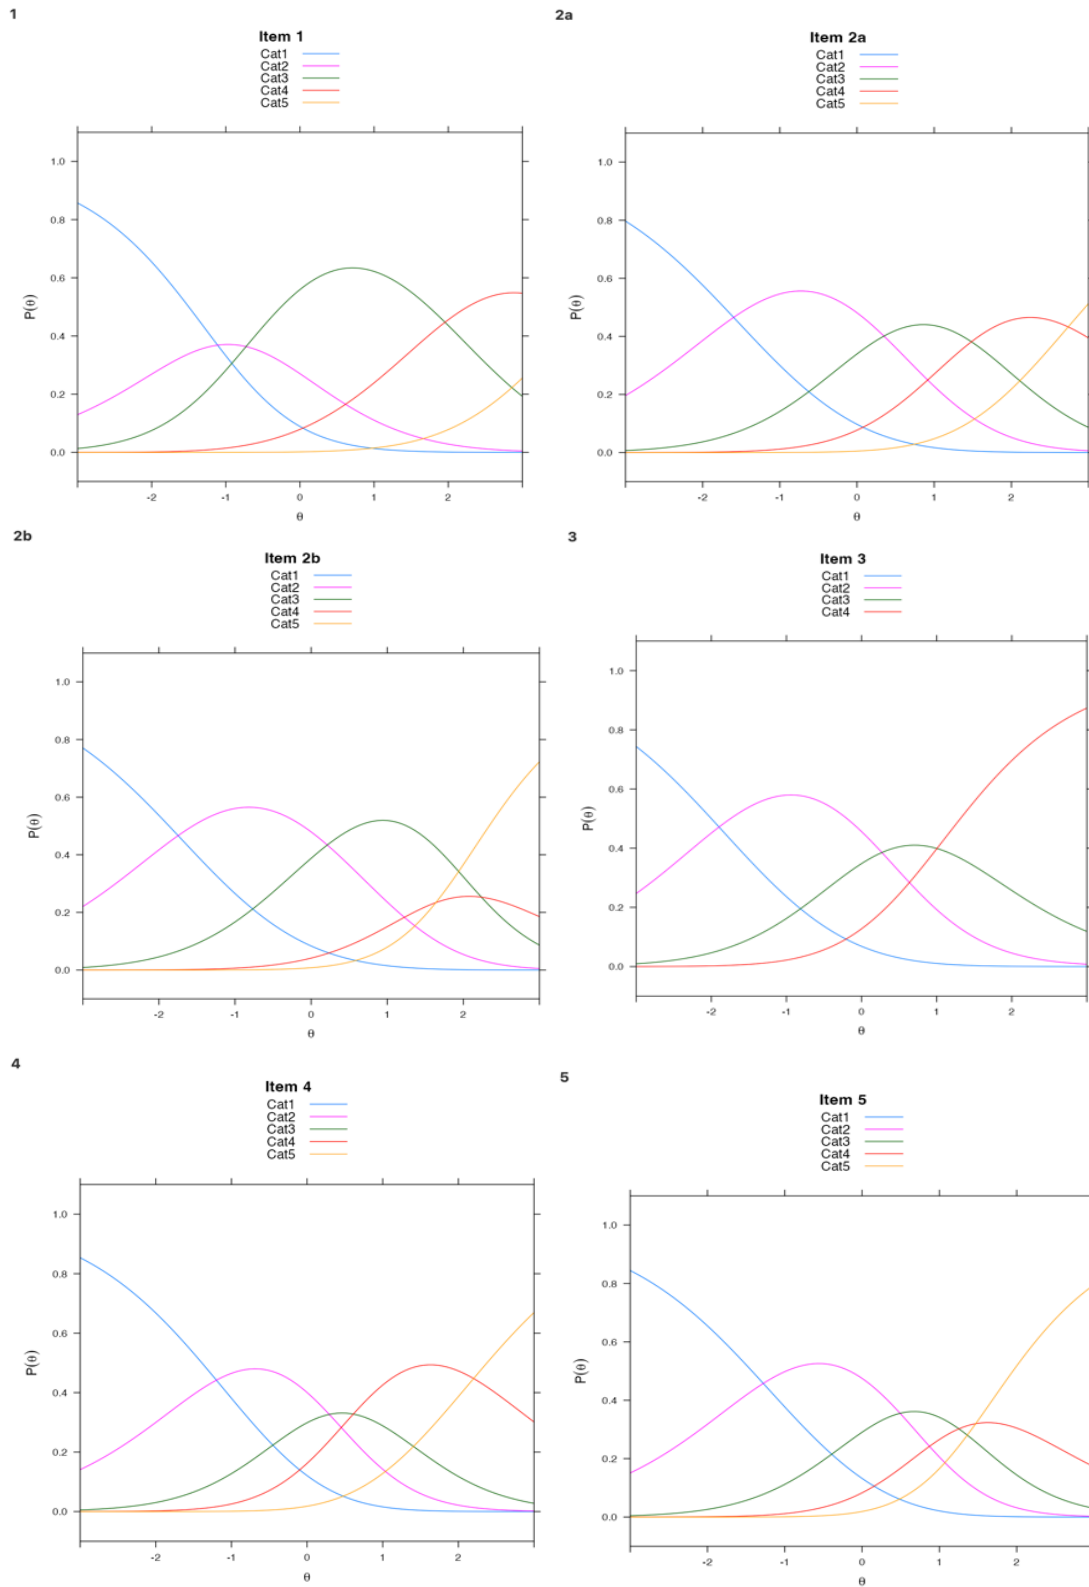 1
Item 1
Cat1
Cat2
Cat3
Cat4
Cat5
1.0
0.8
0.6
0.4
0.2
0.0
P(θ)
-2 -1 0 1 2
θ
2a
Item 2a
Cat1
Cat2
Cat3
Cat4
Cat5
1.0
0.8
0.6
0.4
0.2
0.0
P(θ)
-2 -1 0 1 2
θ
2b
Item 2b
Cat1
Cat2
Cat3
Cat4
Cat5
1.0
0.8
0.6
0.4
0.2
0.0
P(θ)
-2 -1 0 1 2
θ
3
Item 3
Cat1
Cat2
Cat3
Cat4
1.0
0.8
0.6
0.4
0.2
0.0
P(θ)
-2 -1 0 1 2
θ
4
Item 4
Cat1
Cat2
Cat3
Cat4
Cat5
1.0
0.8
0.6
0.4
0.2
0.0
P(θ)
-2 -1 0 1 2
θ
5
Item 5
Cat1
Cat2
Cat3
Cat4
Cat5
1.0
0.8
0.6
0.4
0.2
0.0
P(θ)
-2 -1 0 1 2
θ